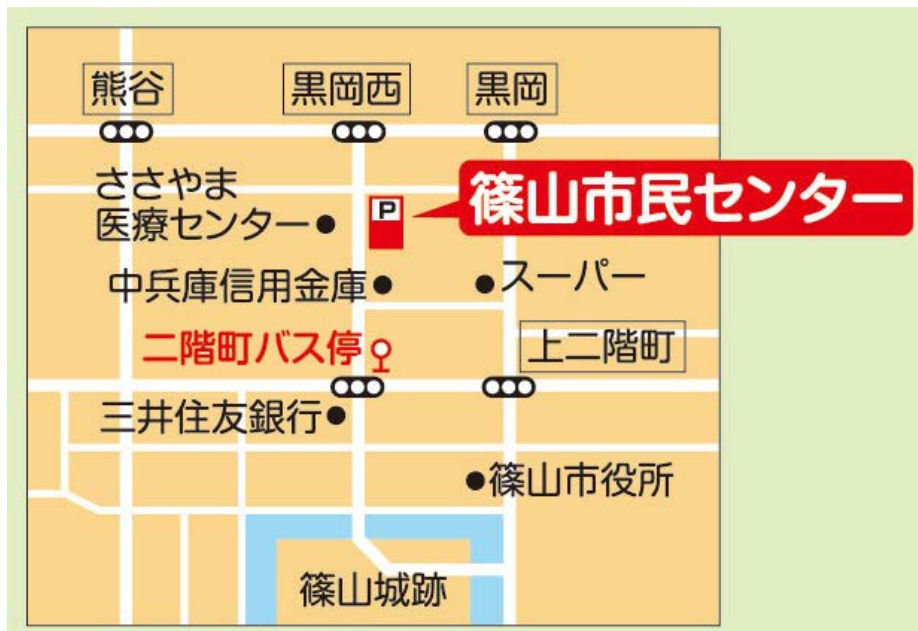 熊谷
黒岡西
黒岡
ささやま
医療センター
P
篠山市民センター
中兵庫信用金庫
スーパー
二階町バス停
上二階町
三井住友銀行
篠山市役所
篠山城跡